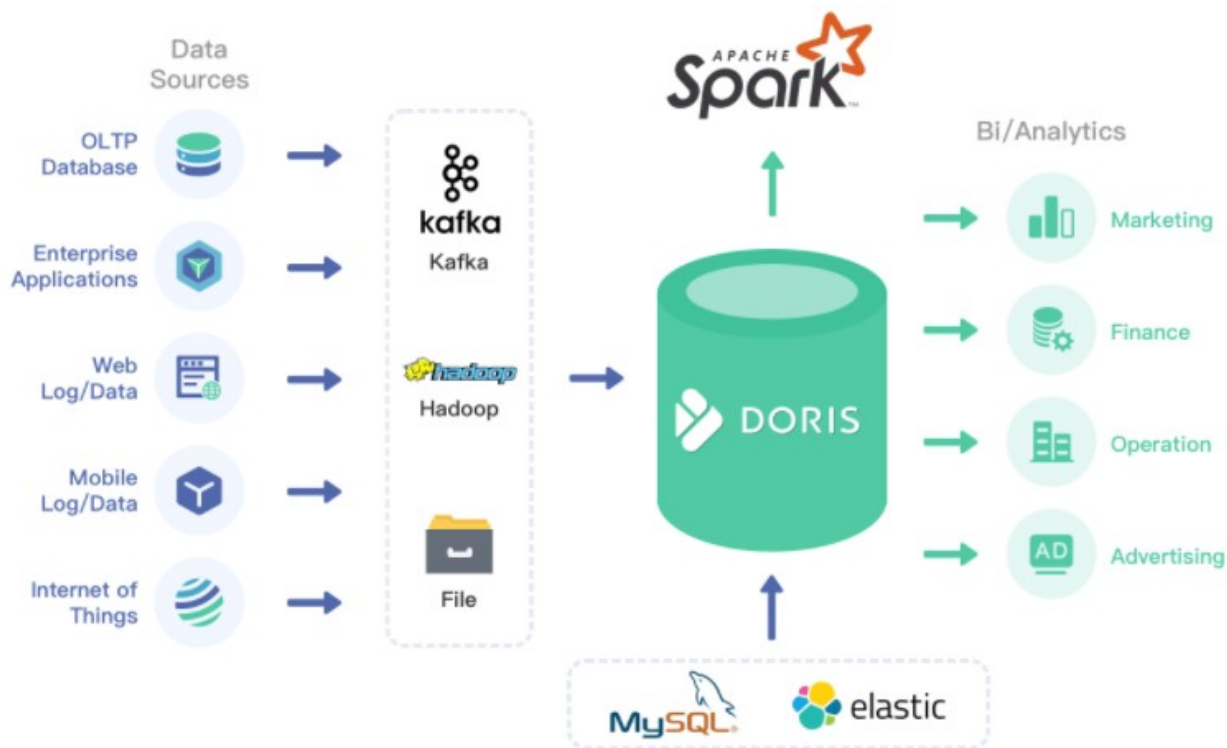 Data
Sources
OLTP
Database
Enterprise
Applications
Web
Log/Data
Mobile
Log/Data
Internet of
Things
kafka
Kafka
hadoop
Hadoop
File
APACHE
Spark™
DORIS
MySQL®
elastic
Bi/Analytics
Marketing
Finance
Operation
AD
Advertising